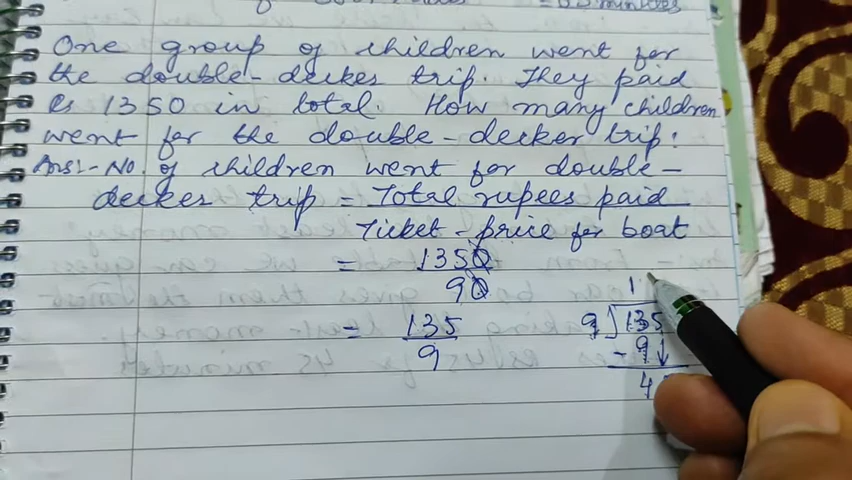 = 55 minutes
One group of children went for
the double-decker trip. They paid
Rs 1350 in total. How many children
went for the double-decker trip?
Ans:- No. of children went for double-
decker trip = Total rupees paid
Ticket-price for boat
= 1350
90
1
= 135
9
9 135
- 9
4